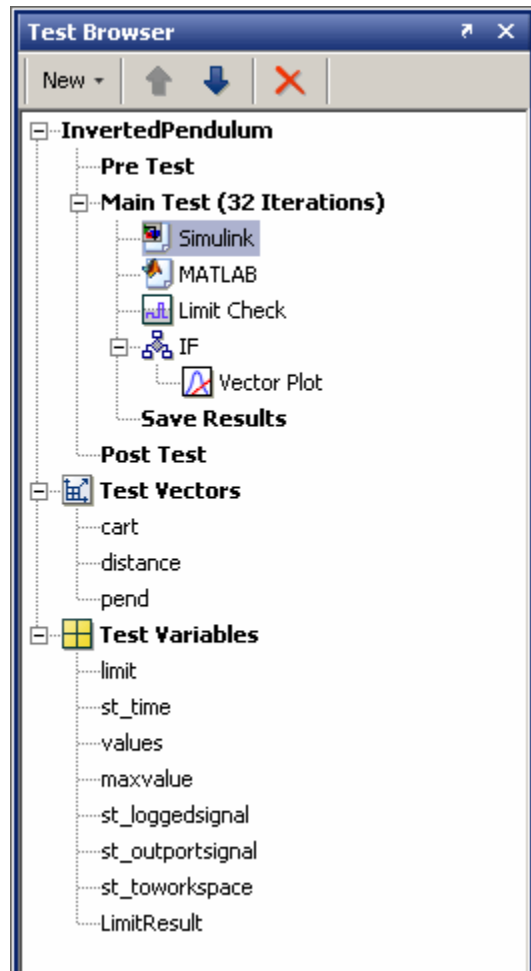 Test Browser
New
InvertedPendulum
Pre Test
Main Test (32 Iterations)
Simulink
MATLAB
Limit Check
IF
Vector Plot
Save Results
Post Test
Test Vectors
cart
distance
pend
Test Variables
limit
st_time
values
maxvalue
st_loggedsignal
st_outportsignal
st_toworkspace
LimitResult